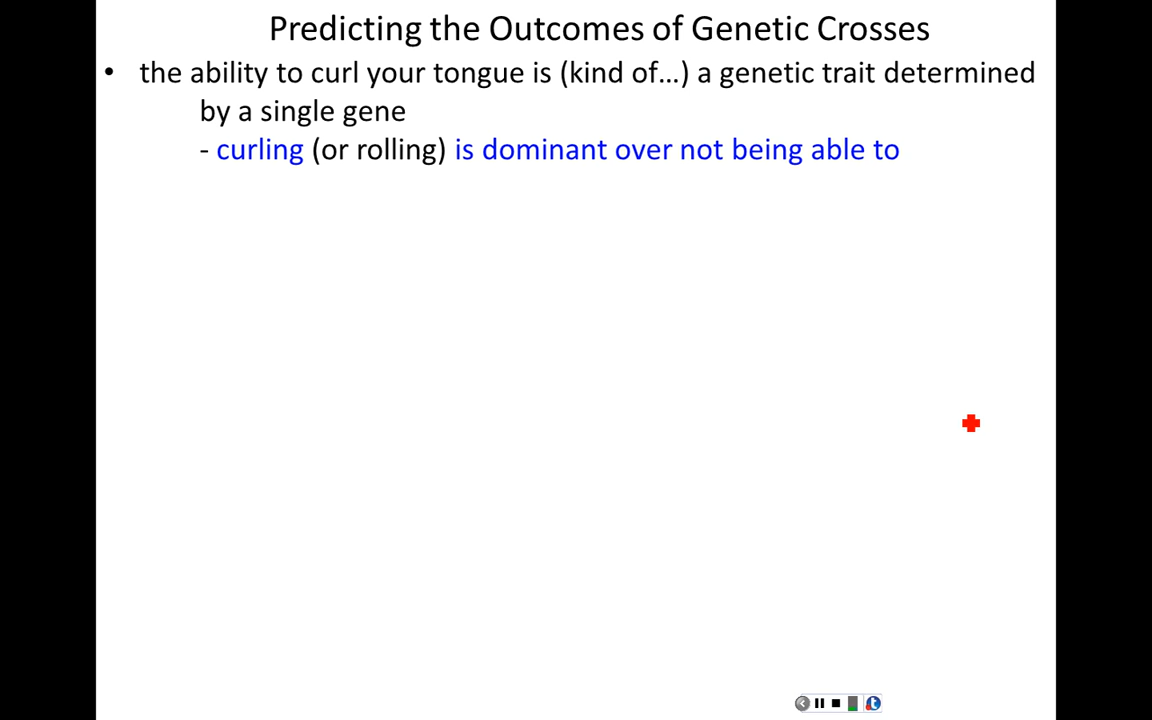 Predicting the Outcomes of Genetic Crosses
• the ability to curl your tongue is (kind of…) a genetic trait determined
by a single gene
- curling (or rolling) is dominant over not being able to